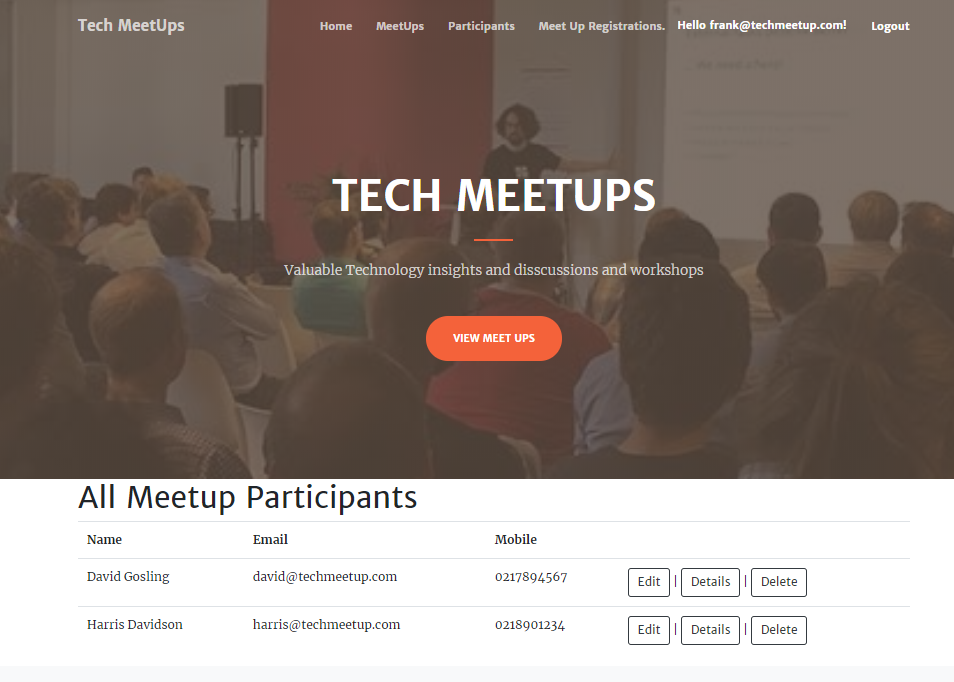 Tech MeetUps Home MeetUps Participants Meet Up Registrations. Hello frank@techmeetup.com! Logout
TECH MEETUPS
Valuable Technology insights and disscussions and workshops
VIEW MEET UPS
All Meetup Participants
Name Email Mobile
David Gosling david@techmeetup.com 0217894567 Edit | Details | Delete
Harris Davidson harris@techmeetup.com 0218901234 Edit | Details | Delete